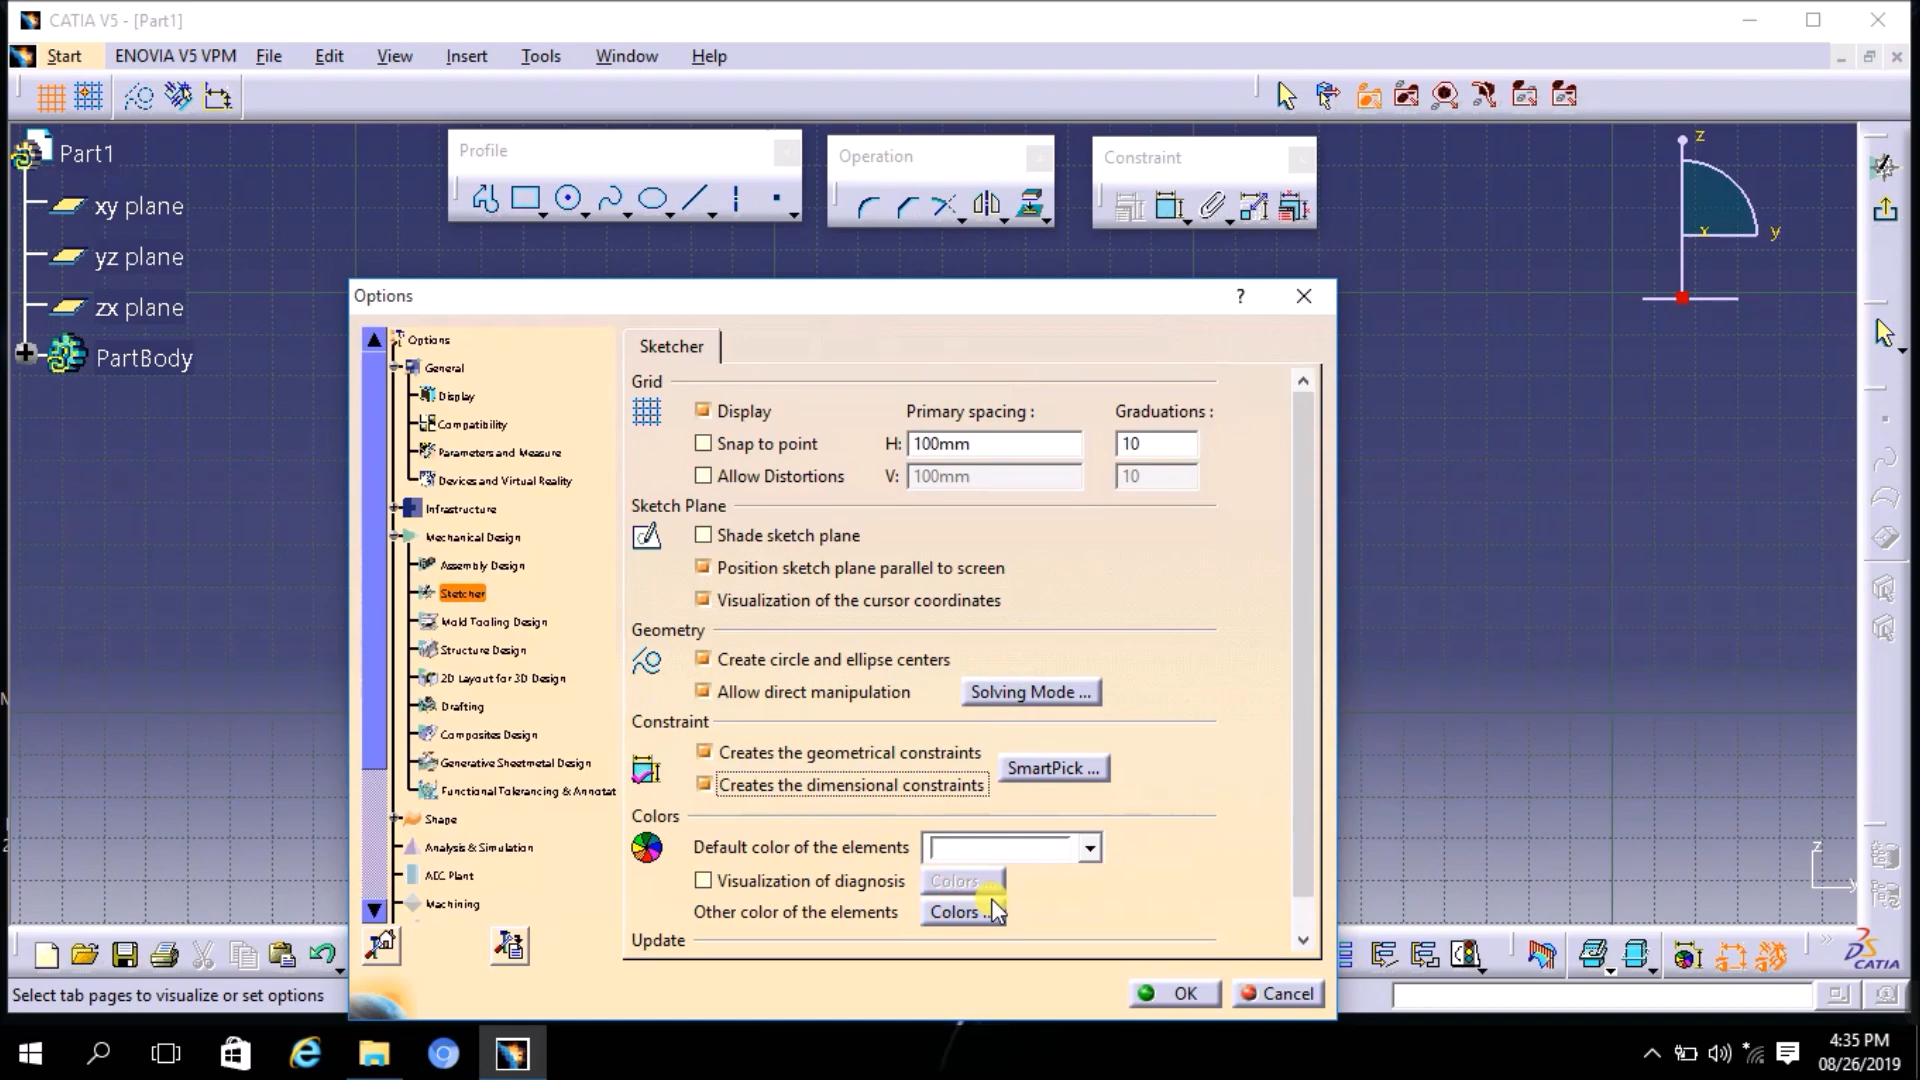 CATIA V5 - [Part1]
Start ENOVIA V5 VPM File Edit View Insert Tools Window Help
Part1
xy plane
yz plane
zx plane
PartBody
Profile
Operation
Constraint
z
x
y
Options
?
Options
General
Display
Compatibility
Parameters and Measure
Devices and Virtual Reality
Infrastructure
Mechanical Design
Assembly Design
Sketcher
Mold Tooling Design
Structure Design
2D Layout for 3D Design
Drafting
Composites Design
Generative Sheetmetal Design
Functional Tolerancing & Annotat
Shape
Analysis & Simulation
AEC Plant
Machining
Sketcher
Grid
Display Primary spacing : Graduations :
Snap to point H: 100mm 10
Allow Distortions V: 100mm 10
Sketch Plane
Shade sketch plane
Position sketch plane parallel to screen
Visualization of the cursor coordinates
Geometry
Create circle and ellipse centers
Allow direct manipulation Solving Mode ...
Constraint
Creates the geometrical constraints
SmartPick ...
Creates the dimensional constraints
Colors
Default color of the elements
Visualization of diagnosis Colors ...
Other color of the elements Colors ...
Update
OK Cancel
z
y
CATIA
Select tab pages to visualize or set options
4:35 PM
08/26/2019